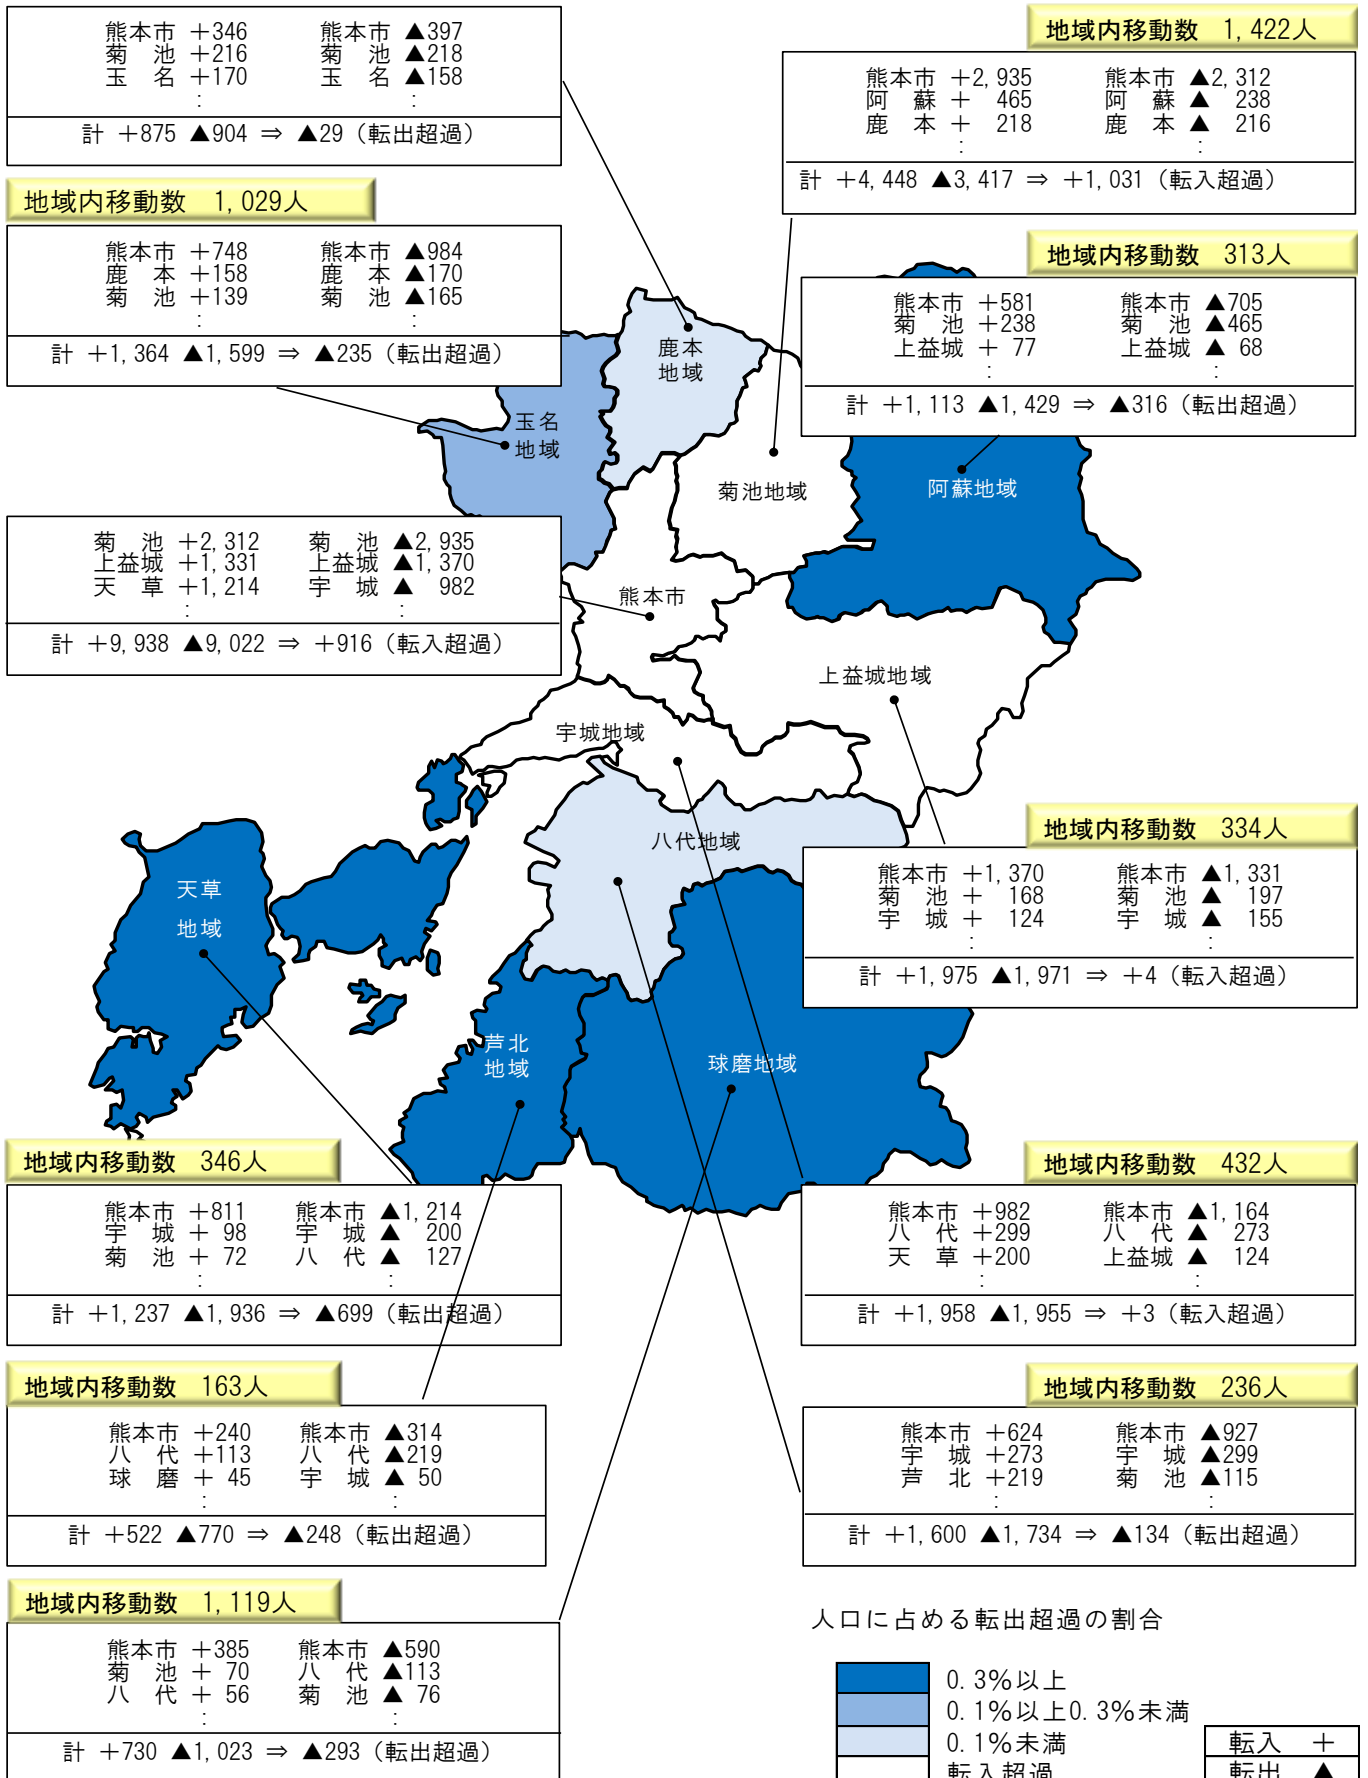 熊本市 ＋346　熊本市 ▲397
菊　池 ＋216　菊　池 ▲218
玉　名 ＋170　玉　名 ▲158
：　：
計 ＋875 ▲904 ⇒ ▲29（転出超過）
地域内移動数　1,422人
熊本市 ＋2,935　熊本市 ▲2,312
阿　蘇 ＋　465　阿　蘇 ▲　238
鹿　本 ＋　218　鹿　本 ▲　216
：　：
計 ＋4,448 ▲3,417 ⇒ ＋1,031（転入超過）
地域内移動数　1,029人
熊本市 ＋748　熊本市 ▲984
鹿　本 ＋158　鹿　本 ▲170
菊　池 ＋139　菊　池 ▲165
：　：
計 ＋1,364 ▲1,599 ⇒ ▲235（転出超過）
地域内移動数　313人
熊本市 ＋581　熊本市 ▲705
菊　池 ＋238　菊　池 ▲465
上益城 ＋ 77　上益城 ▲ 68
：　：
計 ＋1,113 ▲1,429 ⇒ ▲316（転出超過）
鹿本
地域
玉名
地域
菊池地域
阿蘇地域
菊　池 ＋2,312　菊　池 ▲2,935
上益城 ＋1,331　上益城 ▲1,370
天　草 ＋1,214　宇　城 ▲　982
：　：
計 ＋9,938 ▲9,022 ⇒ ＋916（転入超過）
熊本市
上益城地域
宇城地域
八代地域
天草
地域
芦北
地域
球磨地域
地域内移動数　334人
熊本市 ＋1,370　熊本市 ▲1,331
菊　池 ＋　168　菊　池 ▲　197
宇　城 ＋　124　宇　城 ▲　155
：　：
計 ＋1,975 ▲1,971 ⇒ ＋4（転入超過）
地域内移動数　346人
熊本市 ＋811　熊本市 ▲1,214
宇　城 ＋ 98　宇　城 ▲　200
菊　池 ＋ 72　八　代 ▲　127
：　：
計 ＋1,237 ▲1,936 ⇒ ▲699（転出超過）
地域内移動数　432人
熊本市 ＋982　熊本市 ▲1,164
八　代 ＋299　八　代 ▲　273
天　草 ＋200　上益城 ▲　124
：　：
計 ＋1,958 ▲1,955 ⇒ ＋3（転入超過）
地域内移動数　163人
熊本市 ＋240　熊本市 ▲314
八　代 ＋113　八　代 ▲219
球　磨 ＋ 45　宇　城 ▲ 50
：　：
計 ＋522 ▲770 ⇒ ▲248（転出超過）
地域内移動数　236人
熊本市 ＋624　熊本市 ▲927
宇　城 ＋273　宇　城 ▲299
芦　北 ＋219　菊　池 ▲115
：　：
計 ＋1,600 ▲1,734 ⇒ ▲134（転出超過）
地域内移動数　1,119人
熊本市 ＋385　熊本市 ▲590
菊　池 ＋ 70　八　代 ▲113
八　代 ＋ 56　菊　池 ▲ 76
：　：
計 ＋730 ▲1,023 ⇒ ▲293（転出超過）
人口に占める転出超過の割合
0.3％以上
0.1％以上0.3％未満
0.1％未満
転入超過
転入　＋
転出　▲